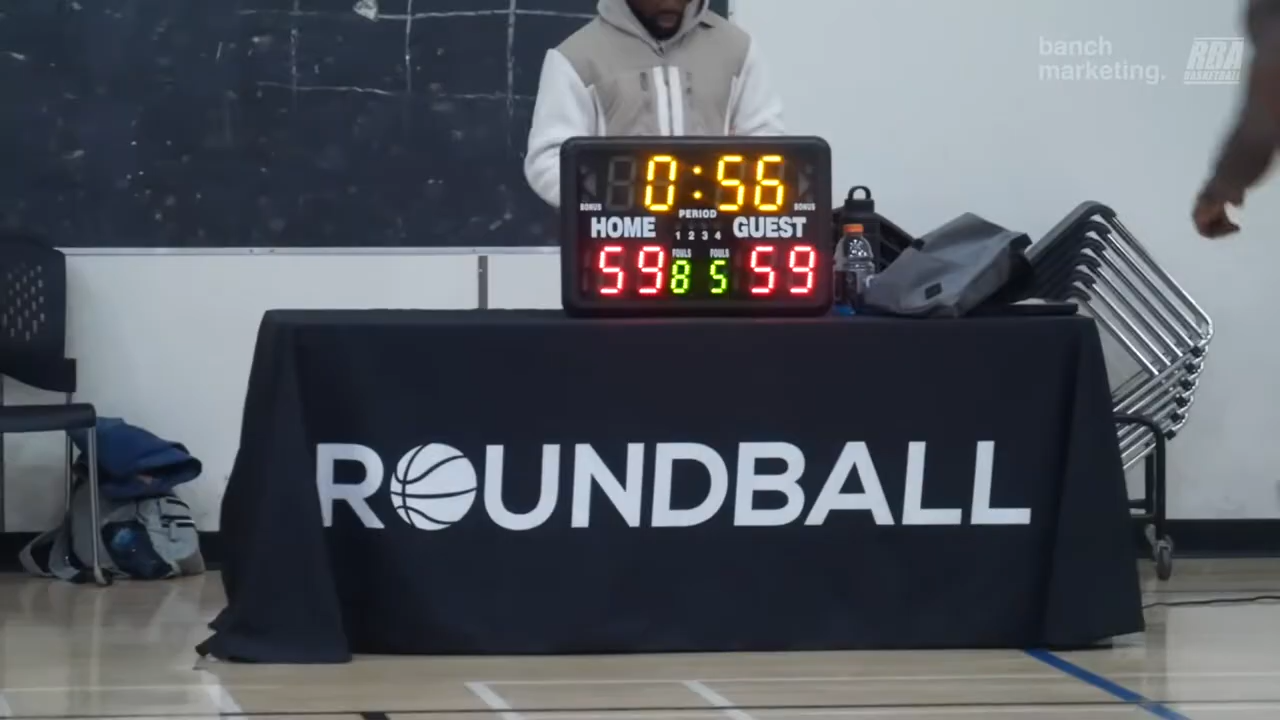 banch
marketing.
RBA
BASKETBALL
0:56
BONUS
BONUS
PERIOD
HOME
1 2 3 4
GUEST
FOULS
FOULS
59
8
5
59
ROUNDBALL